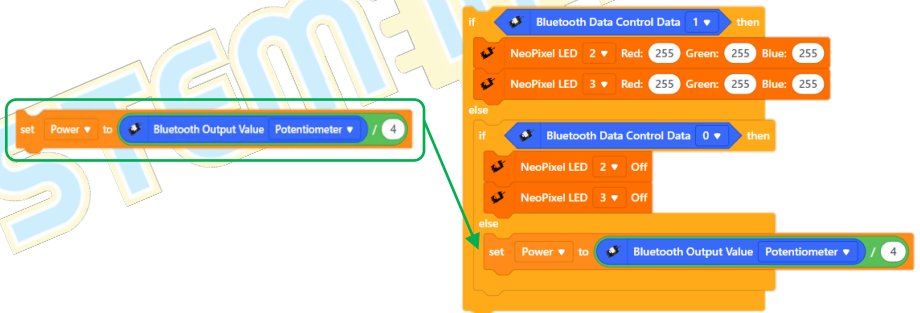 STEM
set Power ▾ to Bluetooth Output Value Potentiometer ▾ / 4
if Bluetooth Data Control Data 1 ▾ then
NeoPixel LED 2 ▾ Red: 255 Green: 255 Blue: 255
NeoPixel LED 3 ▾ Red: 255 Green: 255 Blue: 255
else
if Bluetooth Data Control Data 0 ▾ then
NeoPixel LED 2 ▾ Off
NeoPixel LED 3 ▾ Off
else
set Power ▾ to Bluetooth Output Value Potentiometer ▾ / 4